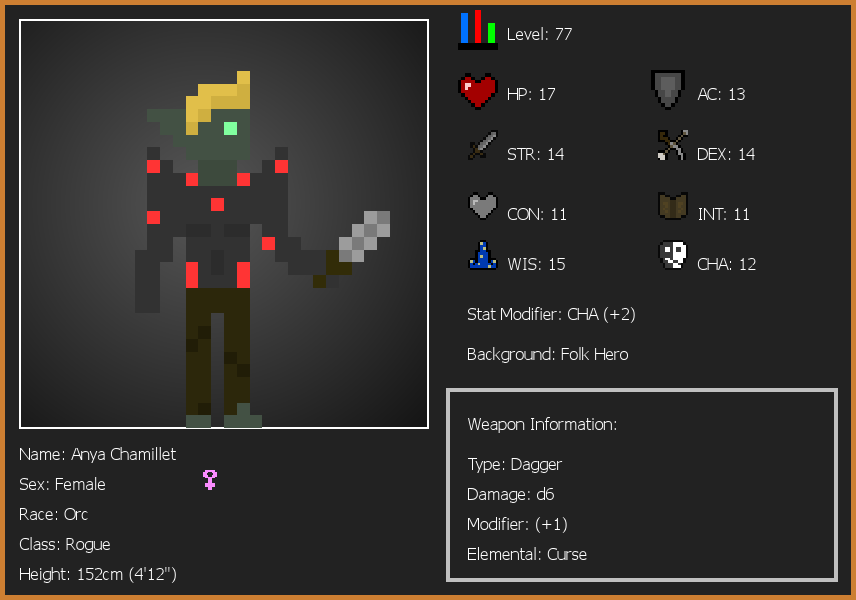 Level: 77
HP: 17
AC: 13
STR: 14
DEX: 14
CON: 11
INT: 11
WIS: 15
CHA: 12
Stat Modifier: CHA (+2)
Background: Folk Hero
Weapon Information:
Type: Dagger
Damage: d6
Modifier: (+1)
Elemental: Curse
Name: Anya Chamillet
Sex: Female
Race: Orc
Class: Rogue
Height: 152cm (4'12")